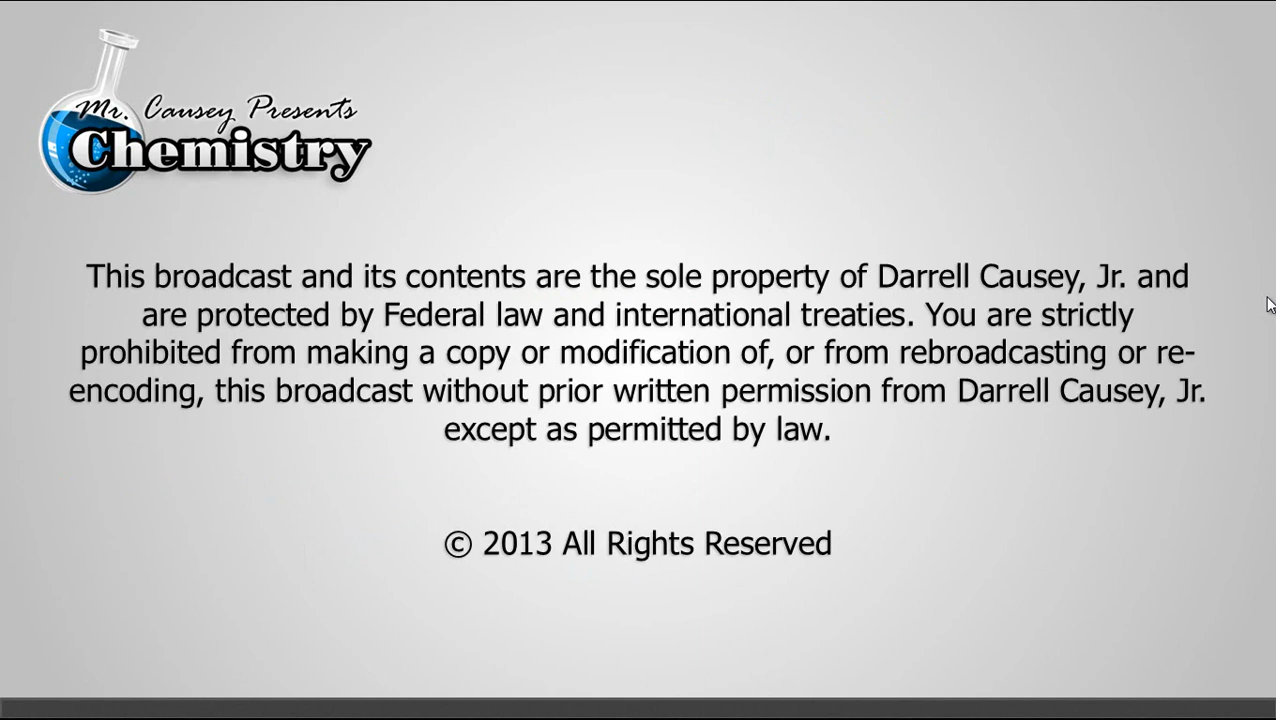 Mr. Causey Presents
Chemistry
This broadcast and its contents are the sole property of Darrell Causey, Jr. and
are protected by Federal law and international treaties. You are strictly
prohibited from making a copy or modification of, or from rebroadcasting or re-
encoding, this broadcast without prior written permission from Darrell Causey, Jr.
except as permitted by law.
© 2013 All Rights Reserved